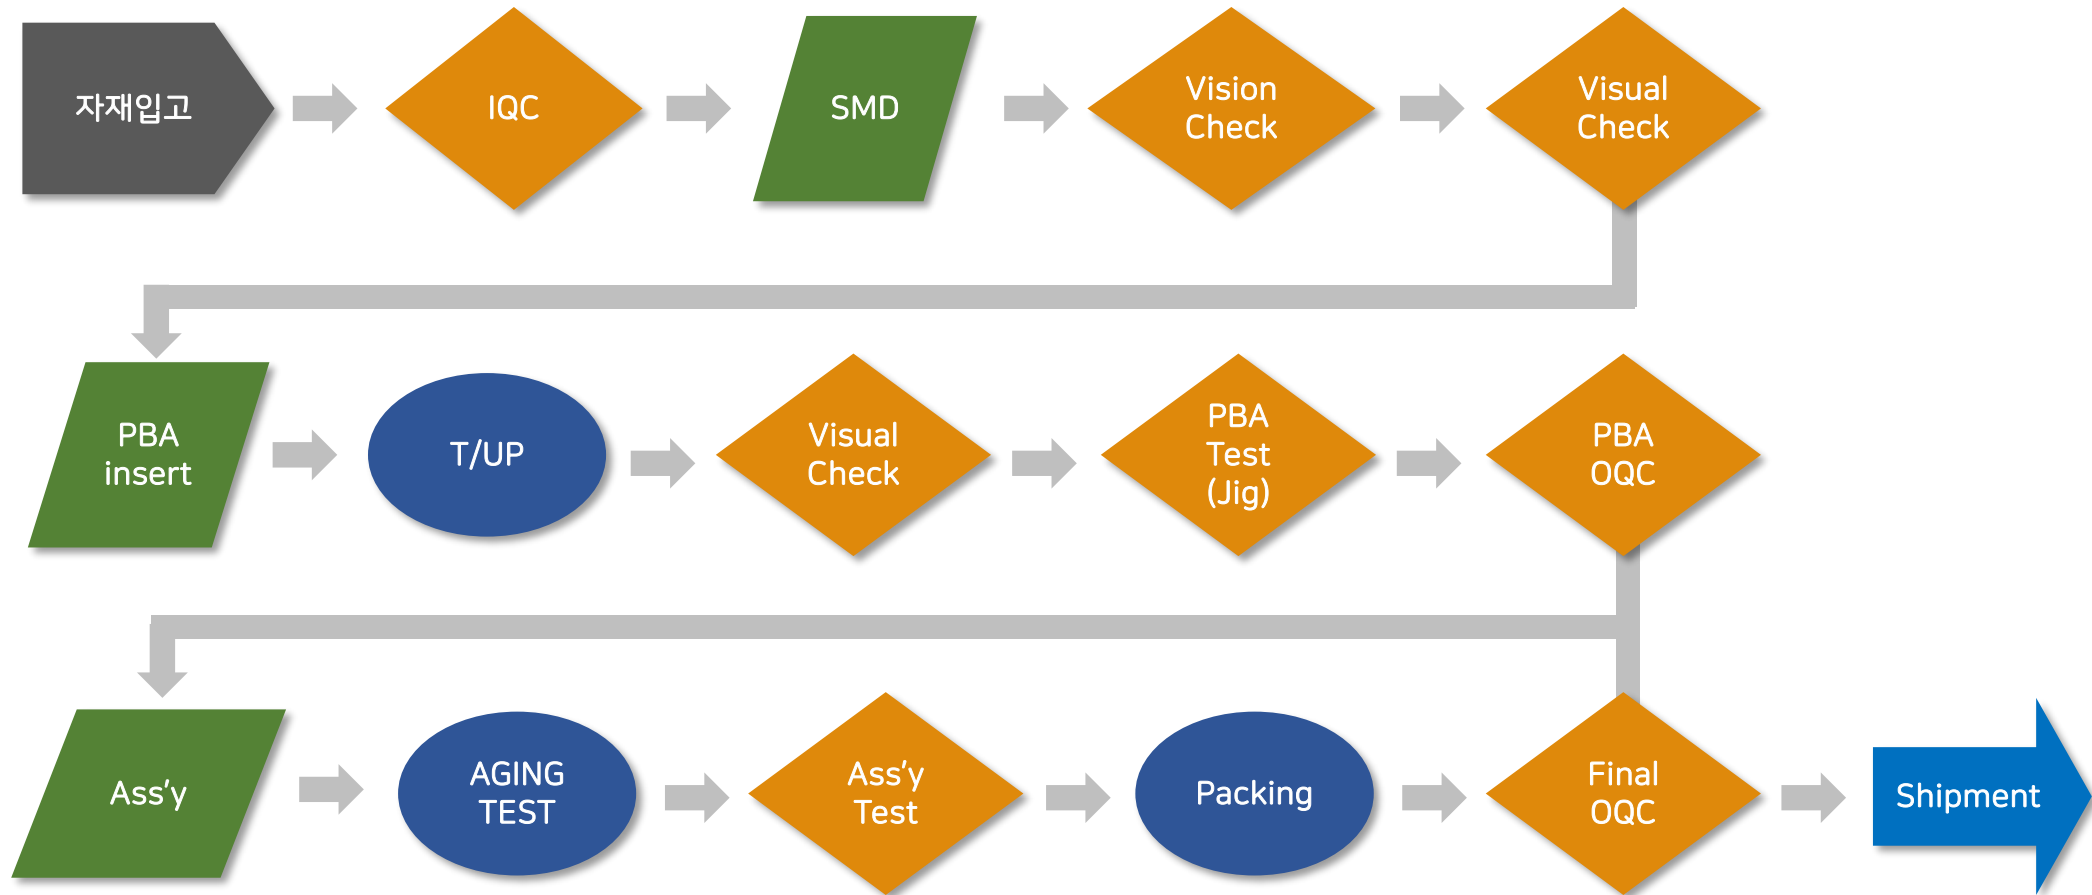 자재입고
IQC
SMD
Vision
Check
Visual
Check
PBA
insert
T/UP
Visual
Check
PBA
Test
(Jig)
PBA
OQC
Ass'y
AGING
TEST
Ass'y
Test
Packing
Final
OQC
Shipment